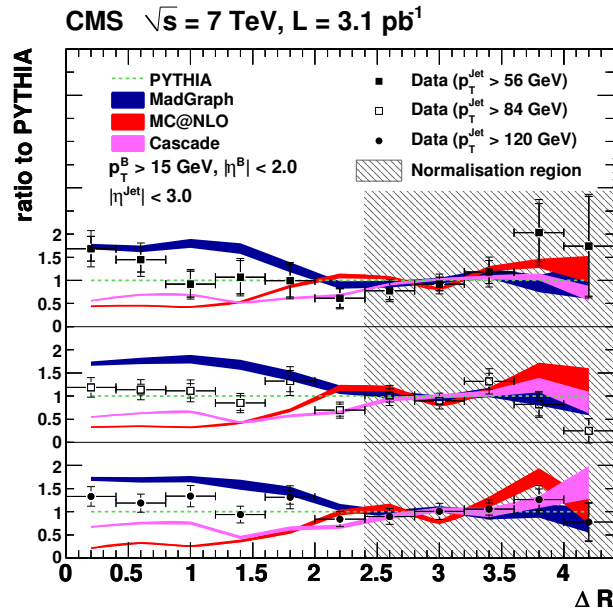 CMS √s = 7 TeV, L = 3.1 pb⁻¹
ratio to PYTHIA
PYTHIA
MadGraph
MC@NLO
Cascade
p_T^B > 15 GeV, |η^B| < 2.0
|η^Jet| < 3.0
Data (p_T^Jet > 56 GeV)
Data (p_T^Jet > 84 GeV)
Data (p_T^Jet > 120 GeV)
Normalisation region
2
1.5
1
0.5
0
2
1.5
1
0.5
0
2
1.5
1
0.5
0
0 0.5 1 1.5 2 2.5 3 3.5 4
Δ R